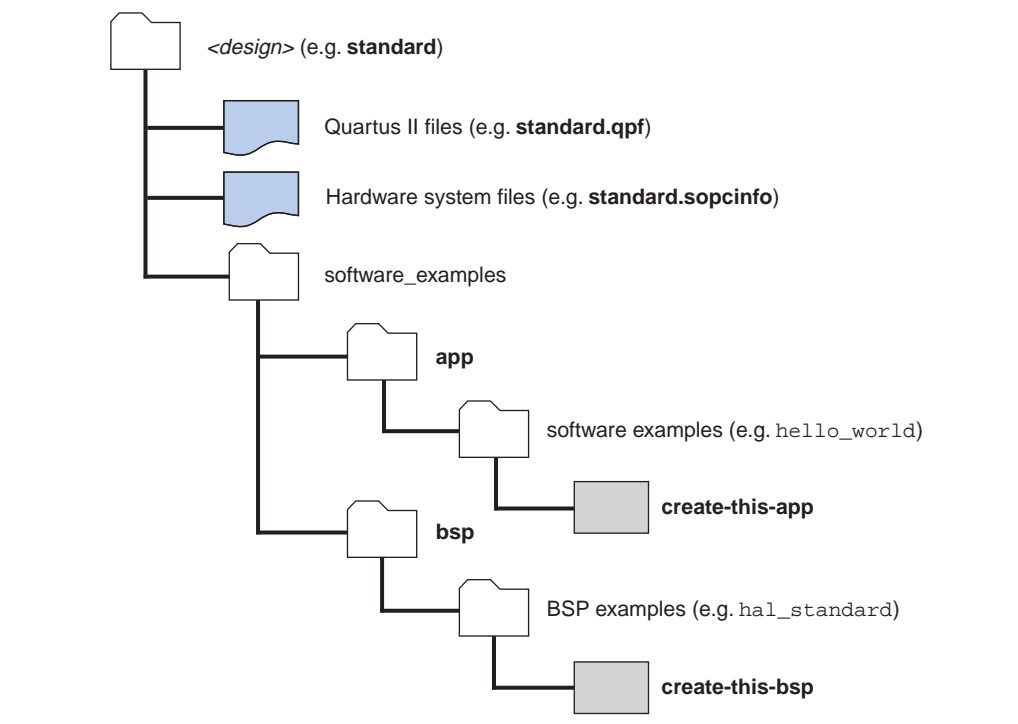 <design> (e.g. standard)
Quartus II files (e.g. standard.qpf)
Hardware system files (e.g. standard.sopcinfo)
software_examples
app
software examples (e.g. hello_world)
create-this-app
bsp
BSP examples (e.g. hal_standard)
create-this-bsp